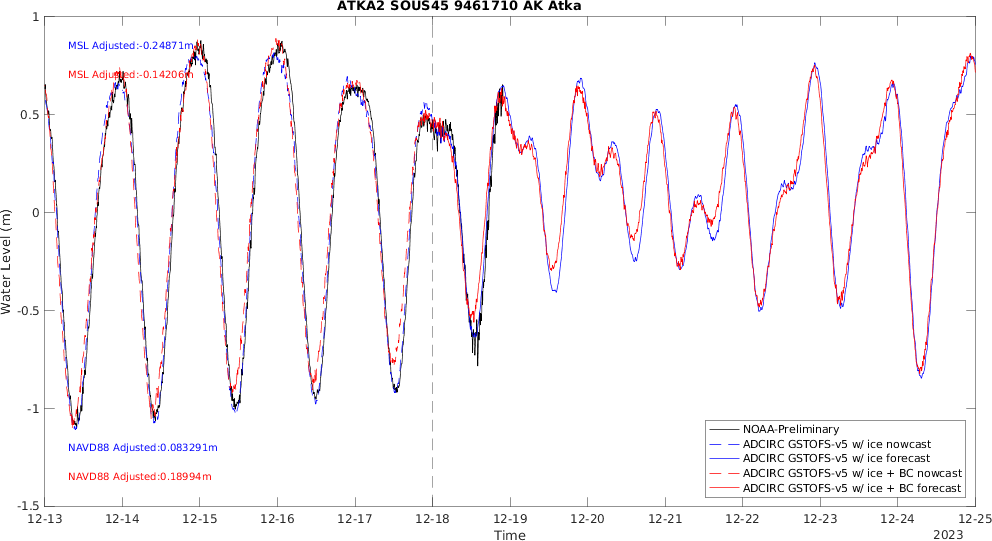 ATKA2 SOUS45 9461710 AK Atka
MSL Adjusted:-0.24871m
MSL Adjusted:-0.14206m
NAVD88 Adjusted:0.083291m
NAVD88 Adjusted:0.18994m
Water Level (m)
1
0.5
0
-0.5
-1
-1.5
NOAA-Preliminary
ADCIRC GSTOFS-v5 w/ ice nowcast
ADCIRC GSTOFS-v5 w/ ice forecast
ADCIRC GSTOFS-v5 w/ ice + BC nowcast
ADCIRC GSTOFS-v5 w/ ice + BC forecast
12-13 12-14 12-15 12-16 12-17 12-18 12-19 12-20 12-21 12-22 12-23 12-24 12-25
Time
2023